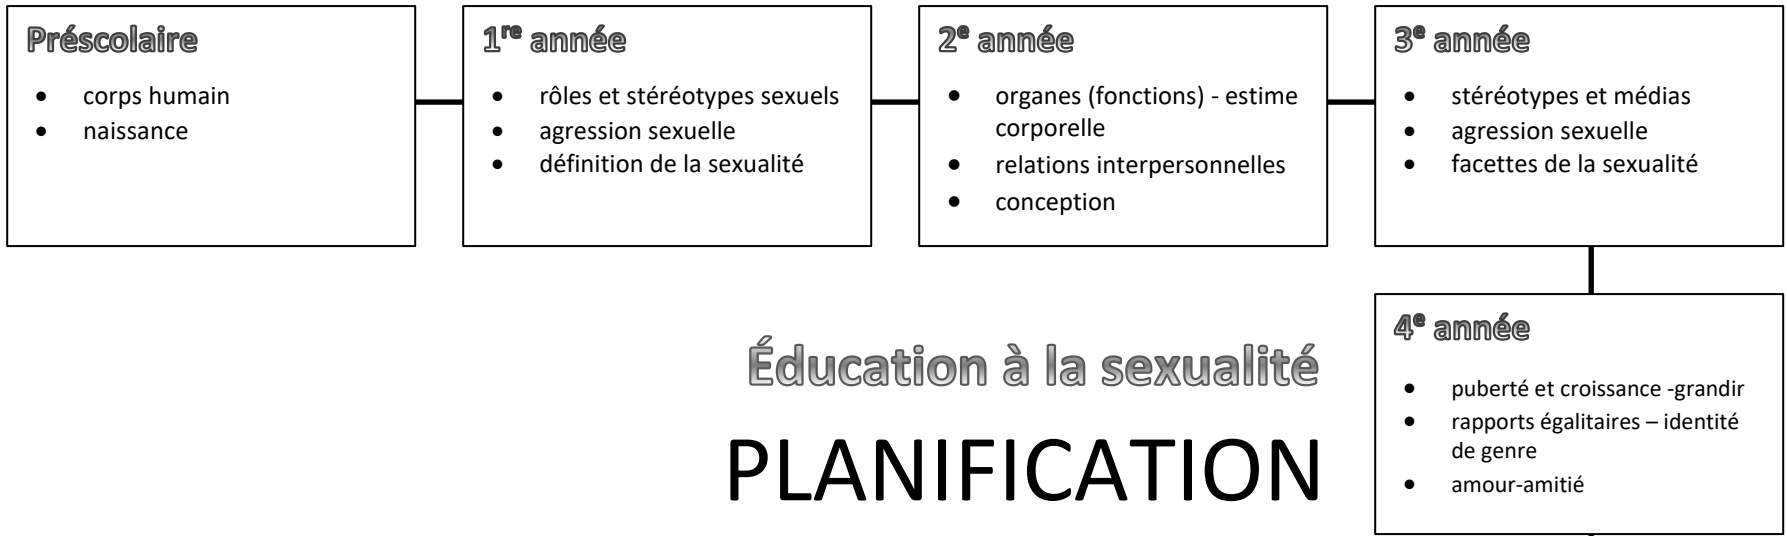 Préscolaire
• corps humain
• naissance
1re année
• rôles et stéréotypes sexuels
• agression sexuelle
• définition de la sexualité
2e année
• organes (fonctions) - estime
corporelle
• relations interpersonnelles
• conception
3e année
• stéréotypes et médias
• agression sexuelle
• facettes de la sexualité
4e année
• puberté et croissance -grandir
• rapports égalitaires – identité
de genre
• amour-amitié
Éducation à la sexualité
PLANIFICATION